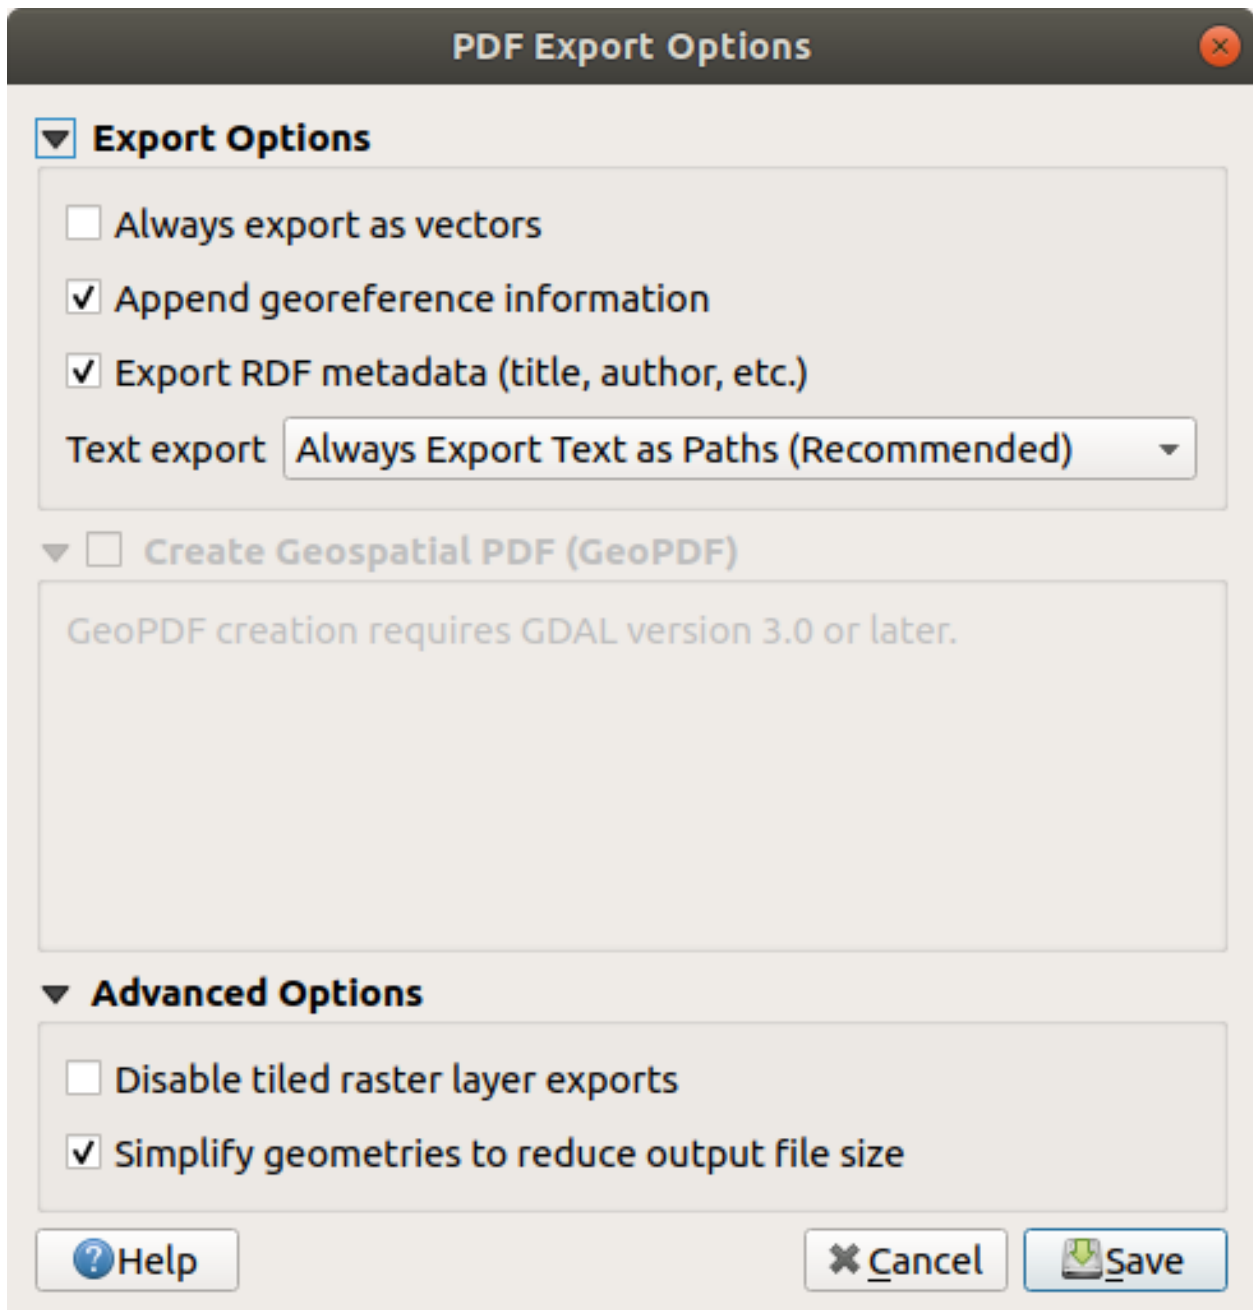 PDF Export Options
Export Options
Always export as vectors
Append georeference information
Export RDF metadata (title, author, etc.)
Text export Always Export Text as Paths (Recommended)
Create Geospatial PDF (GeoPDF)
GeoPDF creation requires GDAL version 3.0 or later.
Advanced Options
Disable tiled raster layer exports
Simplify geometries to reduce output file size
Help Cancel Save